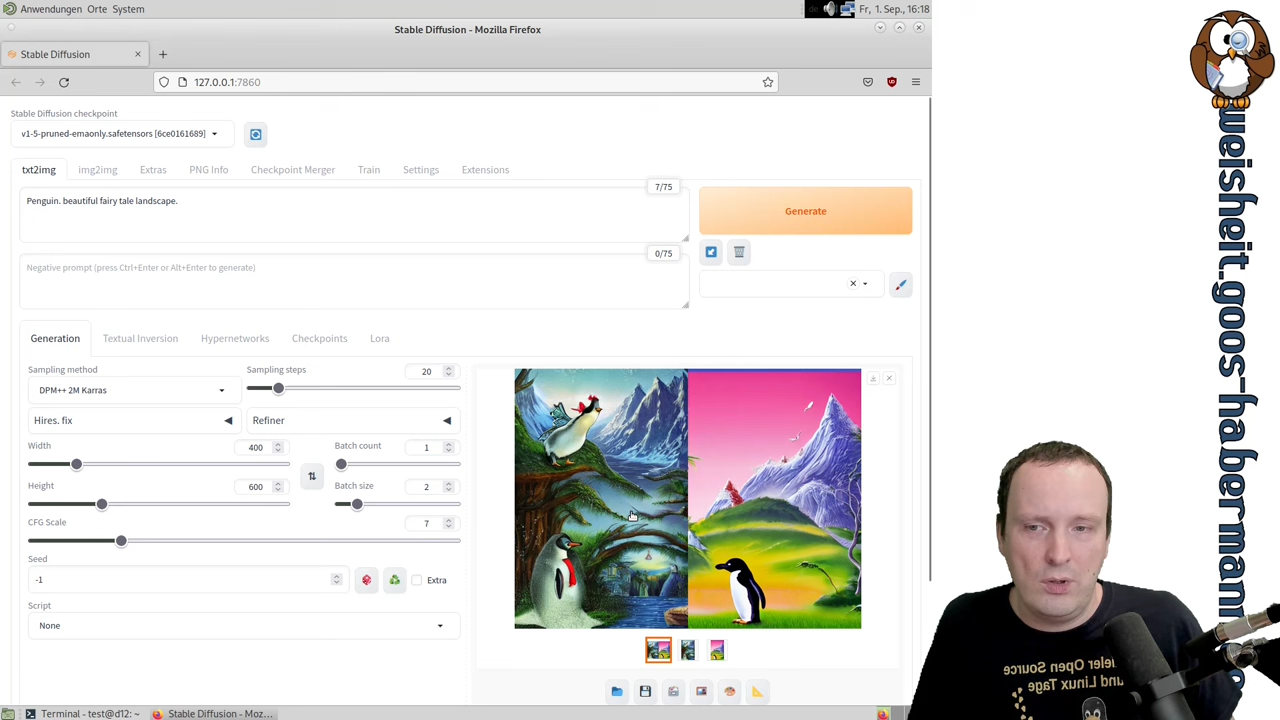 Anwendungen Orte System
de
Fr, 1. Sep., 16:18
Stable Diffusion - Mozilla Firefox
Stable Diffusion
127.0.0.1:7860
Stable Diffusion checkpoint
v1-5-pruned-emaonly.safetensors [6ce0161689]
txt2img img2img Extras PNG Info Checkpoint Merger Train Settings Extensions
7/75
Penguin. beautiful fairy tale landscape.
Generate
0/75
Negative prompt (press Ctrl+Enter or Alt+Enter to generate)
Generation Textual Inversion Hypernetworks Checkpoints Lora
Sampling method
DPM++ 2M Karras
Sampling steps
20
Hires. fix
Refiner
Width
400
Batch count
1
Height
600
Batch size
2
CFG Scale
7
Seed
-1
Extra
Script
None
Terminal - test@d12: ~
Stable Diffusion - Moz...
weisheit.goos-habermann.de
ieler Open Source
und Linux Tage